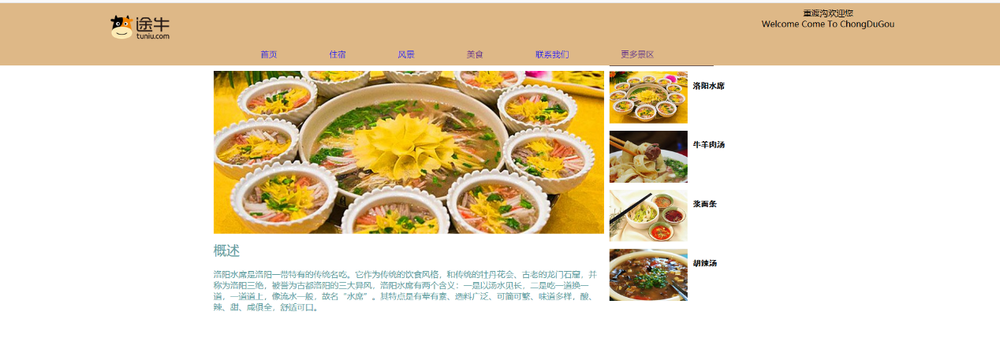 途牛
tuniu.com
重渡沟欢迎您
Welcome Come To ChongDuGou
首页 住宿 风景 美食 联系我们 更多景区
洛阳水席
牛羊肉汤
浆面条
胡辣汤
概述
洛阳水席是洛阳一带特有的传统名吃。它作为传统的饮食风格，和传统的牡丹花会、古老的龙门石窟，并
称为洛阳三绝，被誉为古都洛阳的三大异风，洛阳水席有两个含义：一是以汤水见长，二是吃一道换一
道，一道道上，像流水一般，故名“水席”。其特点是有荤有素、选料广泛、可简可繁、味道多样，酸、
辣、甜、咸俱全，舒适可口。